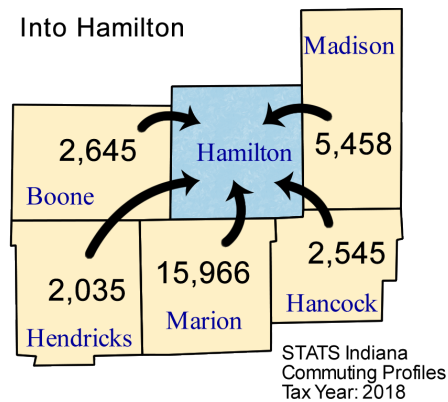 Into Hamilton
Madison
2,645
Hamilton
5,458
Boone
2,545
15,966
2,035
Hancock
Marion
Hendricks
STATS Indiana
Commuting Profiles
Tax Year: 2018